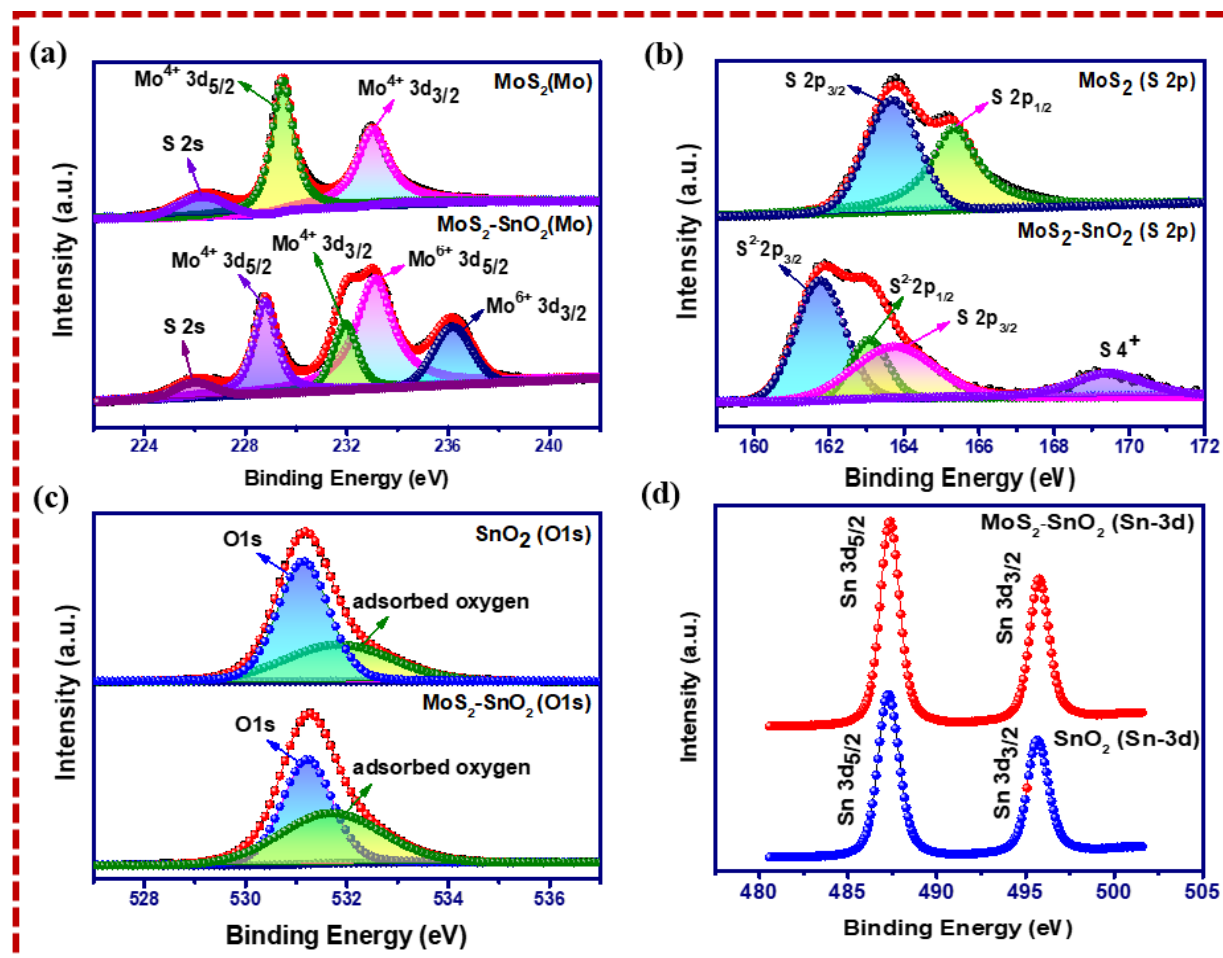 (a)
Mo⁴⁺ 3d₅/₂
MoS₂(Mo)
Mo⁴⁺ 3d₃/₂
S 2s
MoS₂-SnO₂(Mo)
Mo⁴⁺ 3d₅/₂
Mo⁴⁺ 3d₃/₂
Mo⁶⁺ 3d₅/₂
Mo⁶⁺ 3d₃/₂
S 2s
Intensity (a.u.)
224 228 232 236 240
Binding Energy (eV)
(b)
S 2p₃/₂
MoS₂ (S 2p)
S 2p₁/₂
MoS₂-SnO₂ (S 2p)
S²⁻2p₃/₂
S²⁻2p₁/₂
S 2p₃/₂
S 4⁺
Intensity (a.u.)
160 162 164 166 168 170 172
Binding Energy (eV)
(c)
O1s
SnO₂ (O1s)
adsorbed oxygen
MoS₂-SnO₂ (O1s)
O1s
adsorbed oxygen
Intensity (a.u.)
528 530 532 534 536
Binding Energy (eV)
(d)
MoS₂-SnO₂ (Sn-3d)
Sn 3d₅/₂
Sn 3d₃/₂
SnO₂ (Sn-3d)
Sn 3d₅/₂
Sn 3d₃/₂
Intensity (a.u.)
480 485 490 495 500 505
Binding Energy (eV)